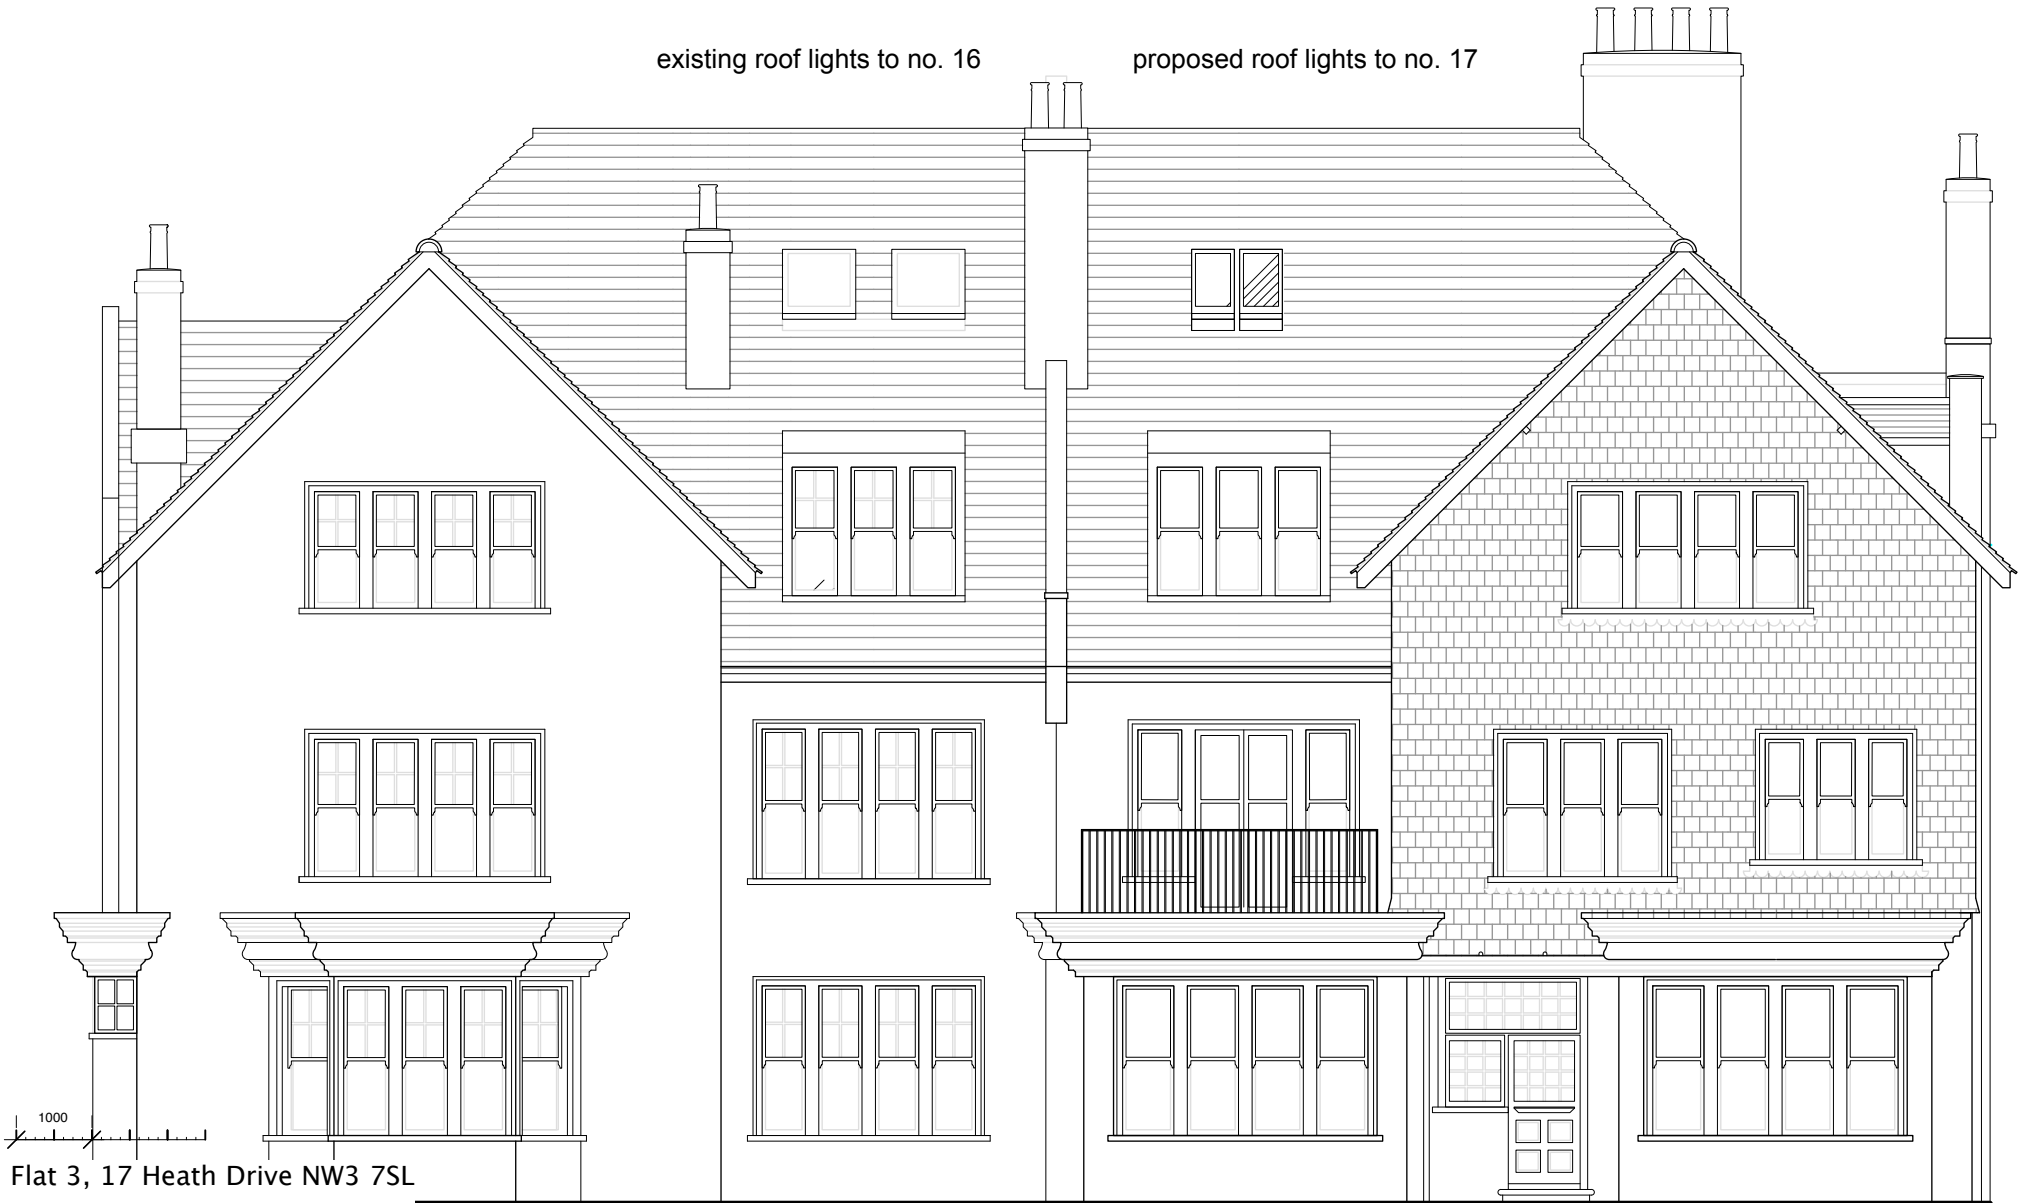 existing roof lights to no. 16
proposed roof lights to no. 17
1000
Flat 3, 17 Heath Drive NW3 7SL